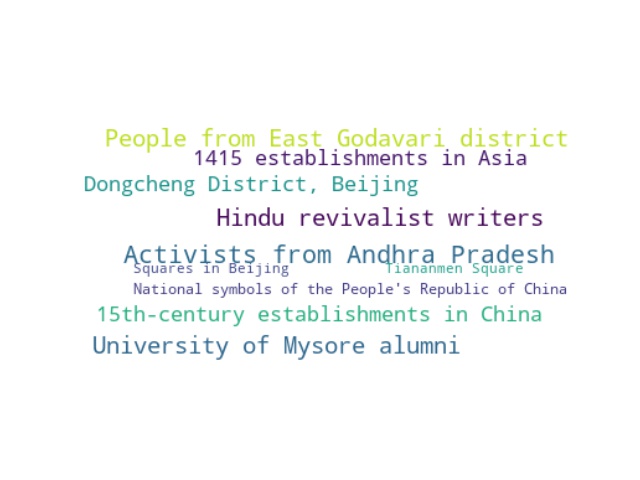 People from East Godavari district
1415 establishments in Asia
Dongcheng District, Beijing
Hindu revivalist writers
Activists from Andhra Pradesh
Squares in Beijing
Tiananmen Square
National symbols of the People's Republic of China
15th-century establishments in China
University of Mysore alumni